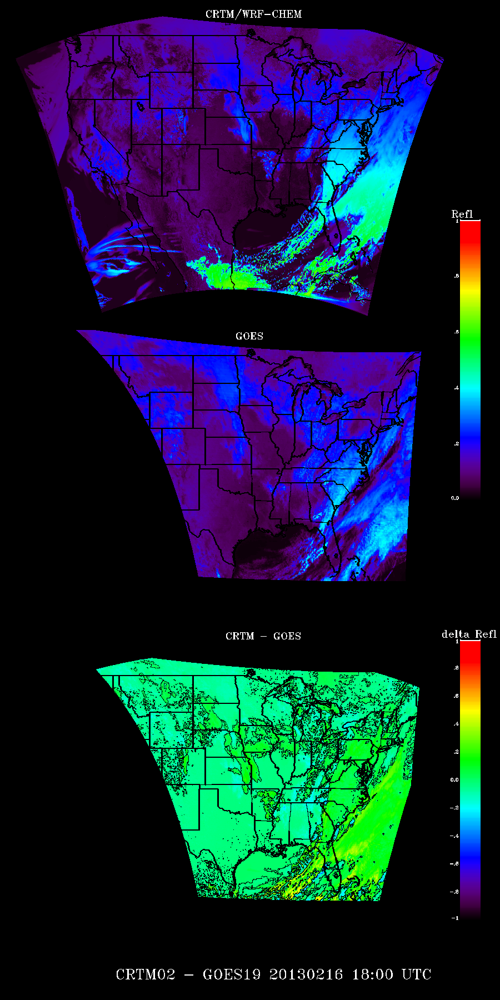 CRTM/WRF-CHEM
Refl
1
.8
.6
.4
.2
0.0
GOES
CRTM - GOES
delta Refl
1
.8
.6
.4
.2
0.0
-.2
-.4
-.6
-.8
-1
CRTM02 - GOES19 20130216 18:00 UTC